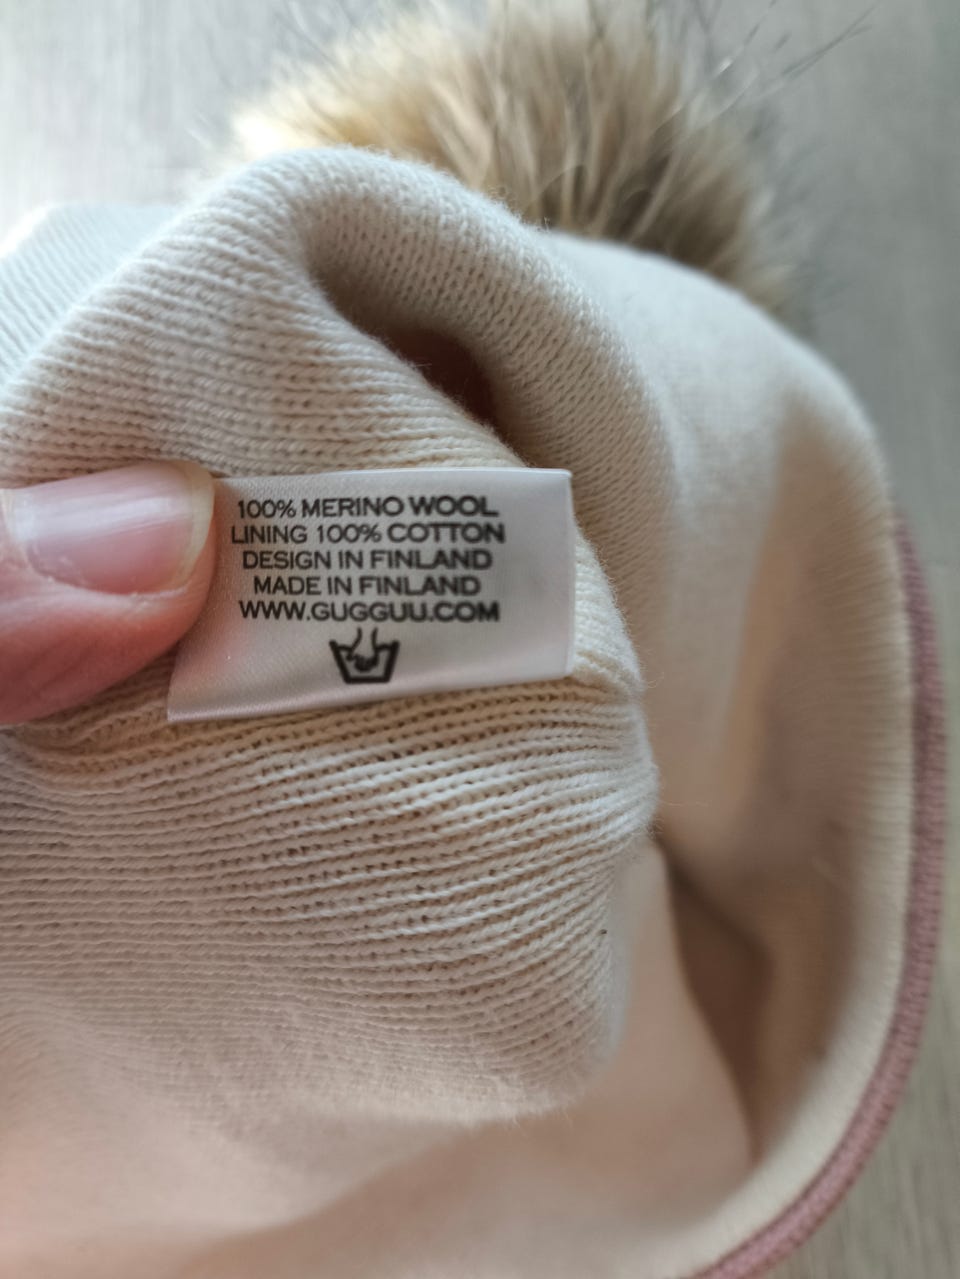 100% MERINO WOOL
LINING 100% COTTON
DESIGN IN FINLAND
MADE IN FINLAND
WWW.GUGGUU.COM